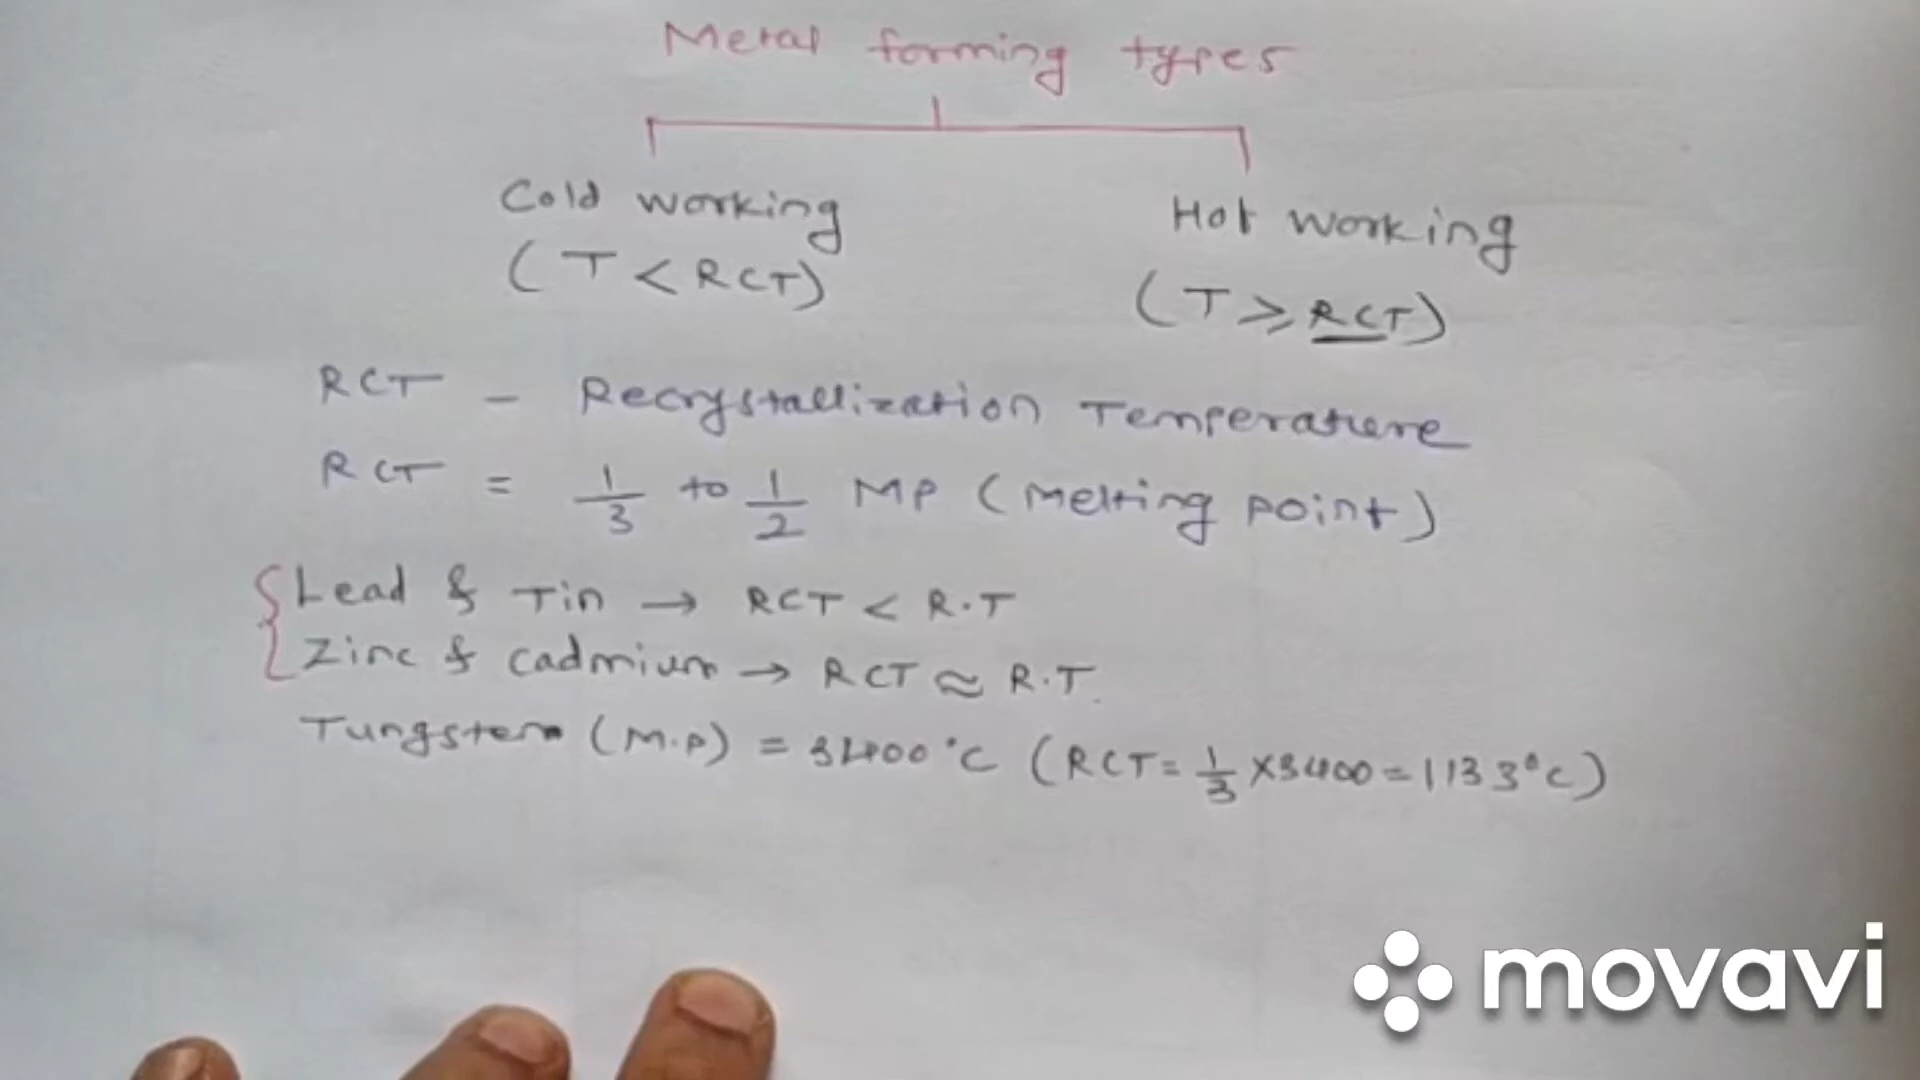 Metal forming types
Cold working
(T < RCT)
Hot working
(T ≥ RCT)
RCT - Recrystallization Temperature
RCT = 1/3 to 1/2 MP (Melting point)
Lead & Tin → RCT < R.T
Zinc & cadmium → RCT ≈ R.T.
Tungsten (M.P) = 3400°C (RCT = 1/3 × 3400 = 1133°C)
movavi